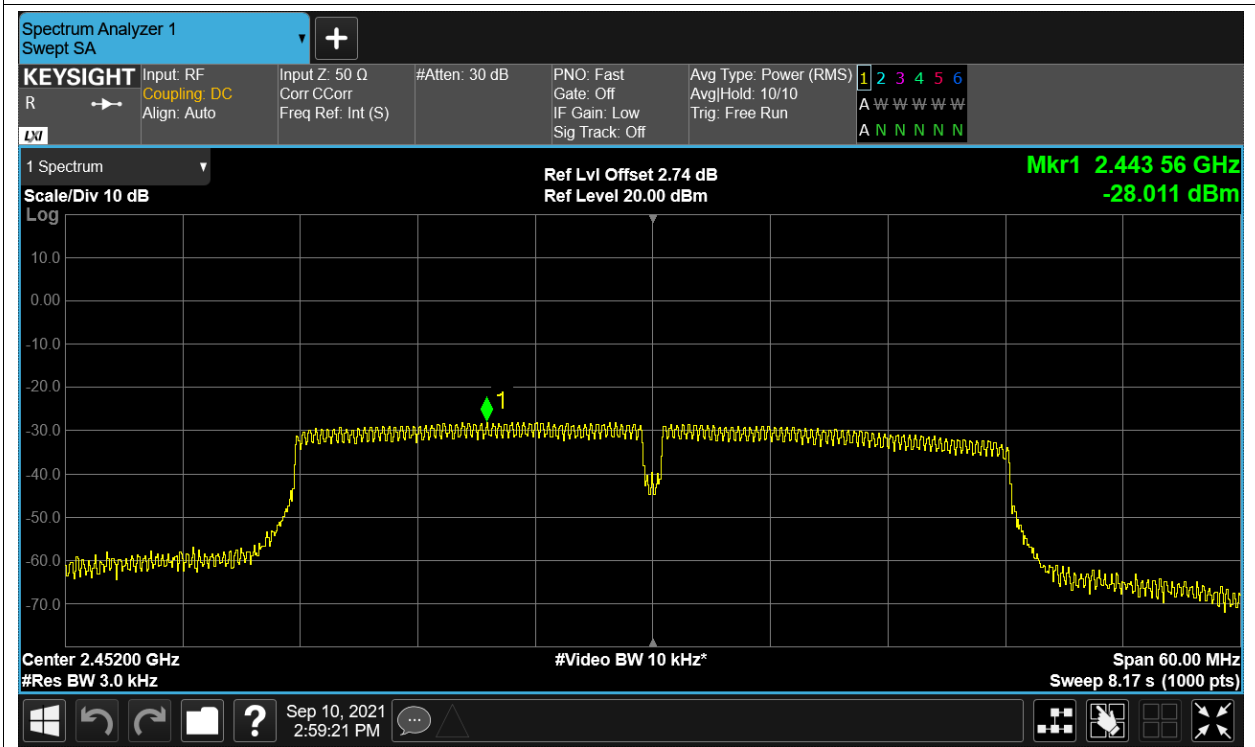 Spectrum Analyzer 1
Swept SA
+
KEYSIGHT
R
LXI
Input: RF
Coupling: DC
Align: Auto
Input Z: 50 Ω
Corr CCorr
Freq Ref: Int (S)
#Atten: 30 dB
PNO: Fast
Gate: Off
IF Gain: Low
Sig Track: Off
Avg Type: Power (RMS)
Avg|Hold: 10/10
Trig: Free Run
1 2 3 4 5 6
A W W W W W
A N N N N N
1 Spectrum
Scale/Div 10 dB
Log
Ref Lvl Offset 2.74 dB
Ref Level 20.00 dBm
Mkr1 2.443 56 GHz
-28.011 dBm
10.0
0.00
-10.0
-20.0
-30.0
-40.0
-50.0
-60.0
-70.0
1
Center 2.45200 GHz
#Res BW 3.0 kHz
#Video BW 10 kHz*
Span 60.00 MHz
Sweep 8.17 s (1000 pts)
?
Sep 10, 2021
2:59:21 PM